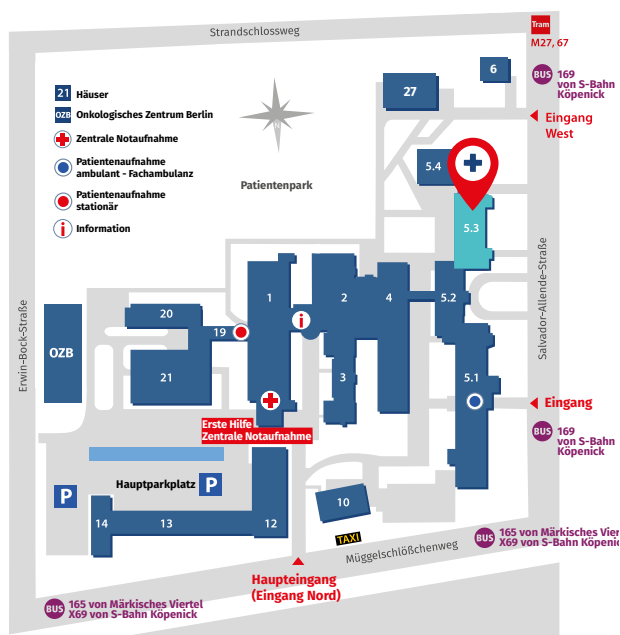 Strandschlossweg
Tram
M27, 67
6
BUS 169
von S-Bahn
Köpenick
27
21 Häuser
OZB Onkologisches Zentrum Berlin
Zentrale Notaufnahme
Patientenaufnahme
ambulant - Fachambulanz
Patientenaufnahme
stationär
i Information
Eingang
West
Patientenpark
5.4
5.3
Erwin-Bock-Straße
Salvador-Allende-Straße
1
2
4
5.2
20
19
i
OZB
21
3
5.1
Eingang
Erste Hilfe
Zentrale Notaufnahme
BUS 169
von S-Bahn
Köpenick
Hauptparkplatz P
P
10
14
13
12
TAXI
Müggelschlößchenweg
BUS 165 von Märkisches Vier
X69 von S-Bahn Köpenic
Haupteingang
(Eingang Nord)
BUS 165 von Märkisches Viertel
X69 von S-Bahn Köpenick